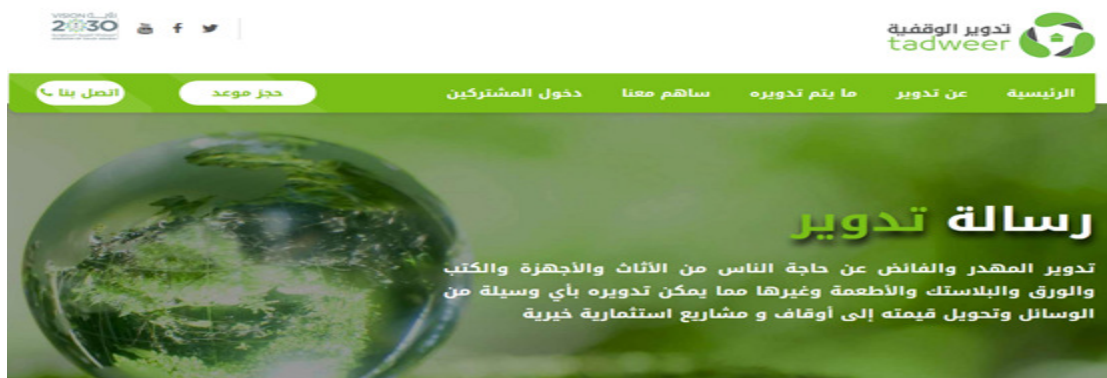 تدوير الوقفية
tadweer
VISION رؤيــة
2030
الرئيسية
عن تدوير
ما يتم تدويره
ساهم معنا
دخول المشتركين
حجز موعد
اتصل بنا
رسالة تدوير
تدوير المهدر والفائض عن حاجة الناس من الأثاث والأجهزة والكتب
والورق والبلاستك والأطعمة وغيرها مما يمكن تدويره بأي وسيلة من
الوسائل وتحويل قيمته إلى أوقاف و مشاريع استثمارية خيرية